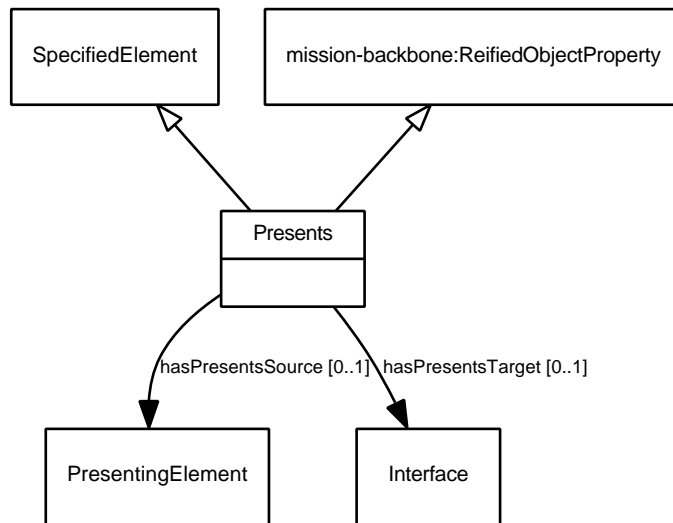 SpecifiedElement
mission-backbone:ReifiedObjectProperty
Presents
hasPresentsSource [0..1]
hasPresentsTarget [0..1]
PresentingElement
Interface